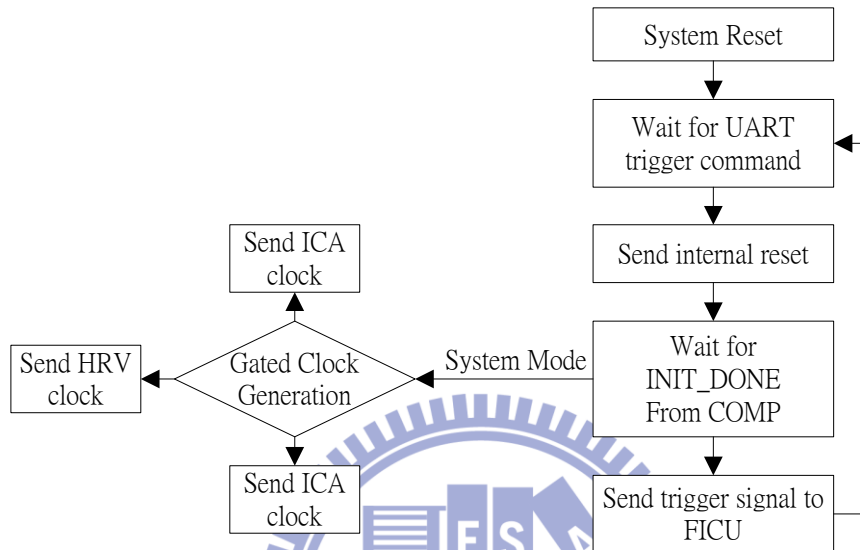 System Reset
Wait for UART
trigger command
Send internal reset
Wait for
INIT_DONE
From COMP
Send trigger signal to
FICU
System Mode
Gated Clock
Generation
Send ICA
clock
Send HRV
clock
Send ICA
clock
E S A